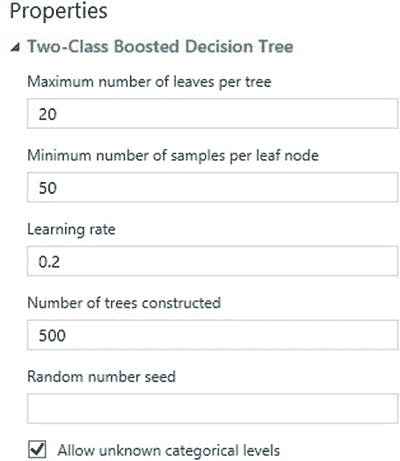 Properties
Two-Class Boosted Decision Tree
Maximum number of leaves per tree
20
Minimum number of samples per leaf node
50
Learning rate
0.2
Number of trees constructed
500
Random number seed
Allow unknown categorical levels